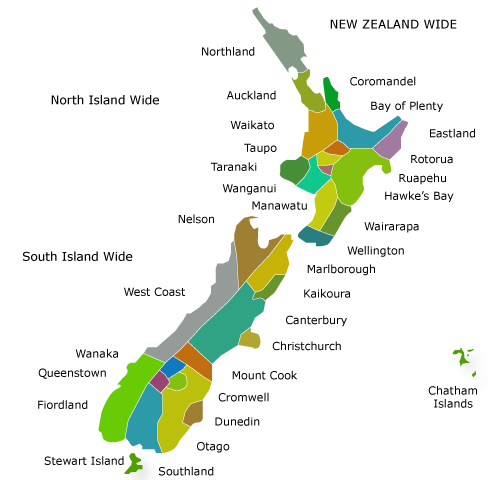 NEW ZEALAND WIDE
Northland
Coromandel
North Island Wide
Auckland
Bay of Plenty
Waikato
Eastland
Taupo
Rotorua
Taranaki
Ruapehu
Wanganui
Hawke's Bay
Manawatu
Nelson
Wairarapa
Wellington
South Island Wide
Marlborough
West Coast
Kaikoura
Canterbury
Christchurch
Wanaka
Queenstown
Mount Cook
Chatham
Islands
Cromwell
Fiordland
Dunedin
Otago
Stewart Island
Southland